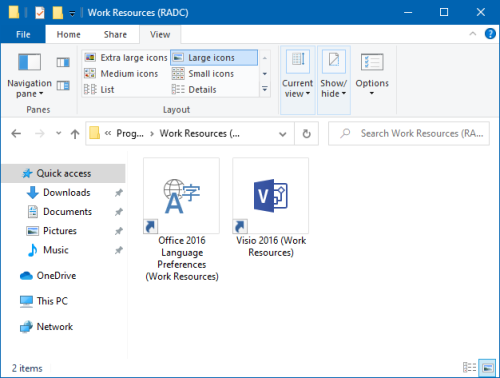 Work Resources (RADC)
File Home Share View
Navigation pane
Extra large icons Large icons
Medium icons Small icons
List Details
Current view
Show/ hide
Options
Panes Layout
« Prog... > Work Resources (...
Search Work Resources (RA...
Quick access
Downloads
Documents
Pictures
Music
OneDrive
This PC
Network
字
A
Office 2016
Language
Preferences
(Work Resources)
V
Visio 2016 (Work
Resources)
2 items